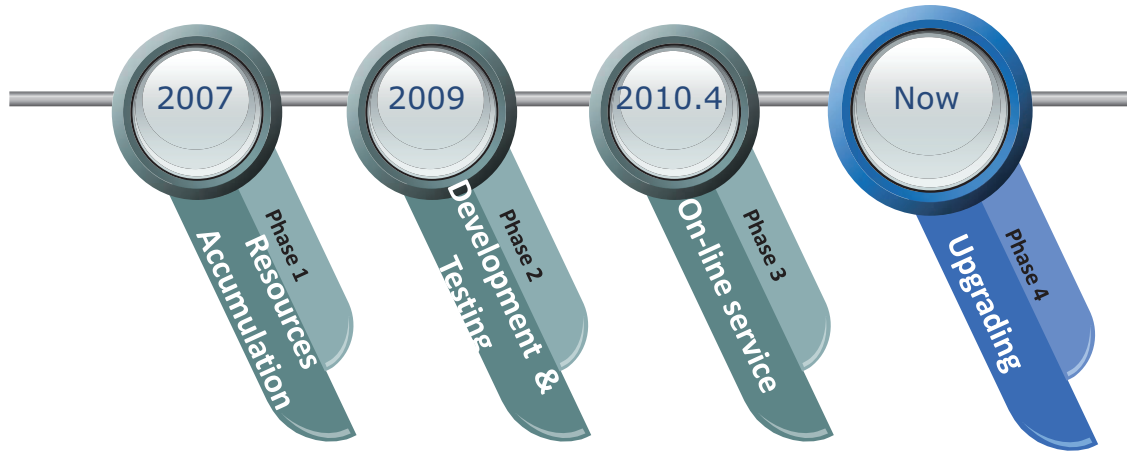 2007
Phase 1
Resources
Accumulation
2009
Phase 2
Development &
Testing
2010.4
Phase 3
On-line service
Now
Phase 4
Upgrading